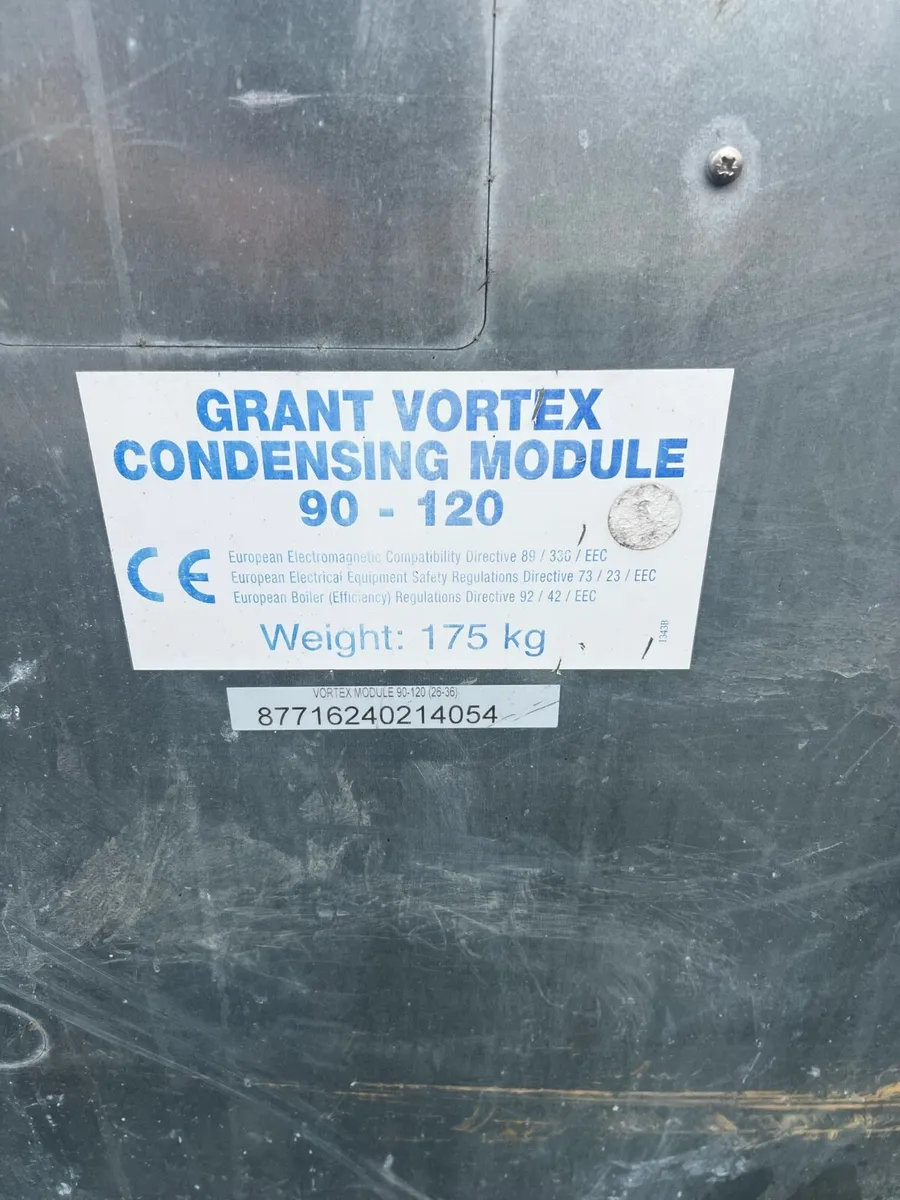 GRANT VORTEX
CONDENSING MODULE
90 - 120
CE European Electromagnetic Compatibility Directive 89 / 336 / EEC
European Electrical Equipment Safety Regulations Directive 73 / 23 / EEC
European Boiler (Efficiency) Regulations Directive 92 / 42 / EEC
Weight: 175 kg
VORTEX MODULE 90-120 (26-36)
87716240214054